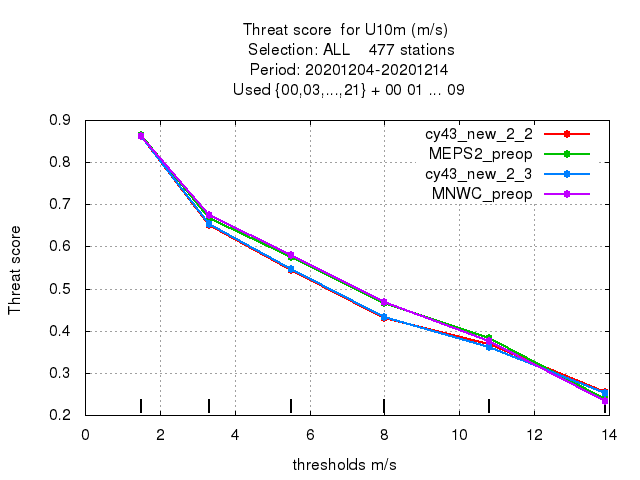 Threat score  for U10m (m/s)
Selection: ALL    477 stations
Period: 20201204-20201214
Used {00,03,...,21} + 00 01 ... 09
0.9
0.8
0.7
0.6
0.5
0.4
0.3
0.2
Threat score
cy43_new_2_2
MEPS2_preop
cy43_new_2_3
MNWC_preop
0 2 4 6 8 10 12 14
thresholds m/s